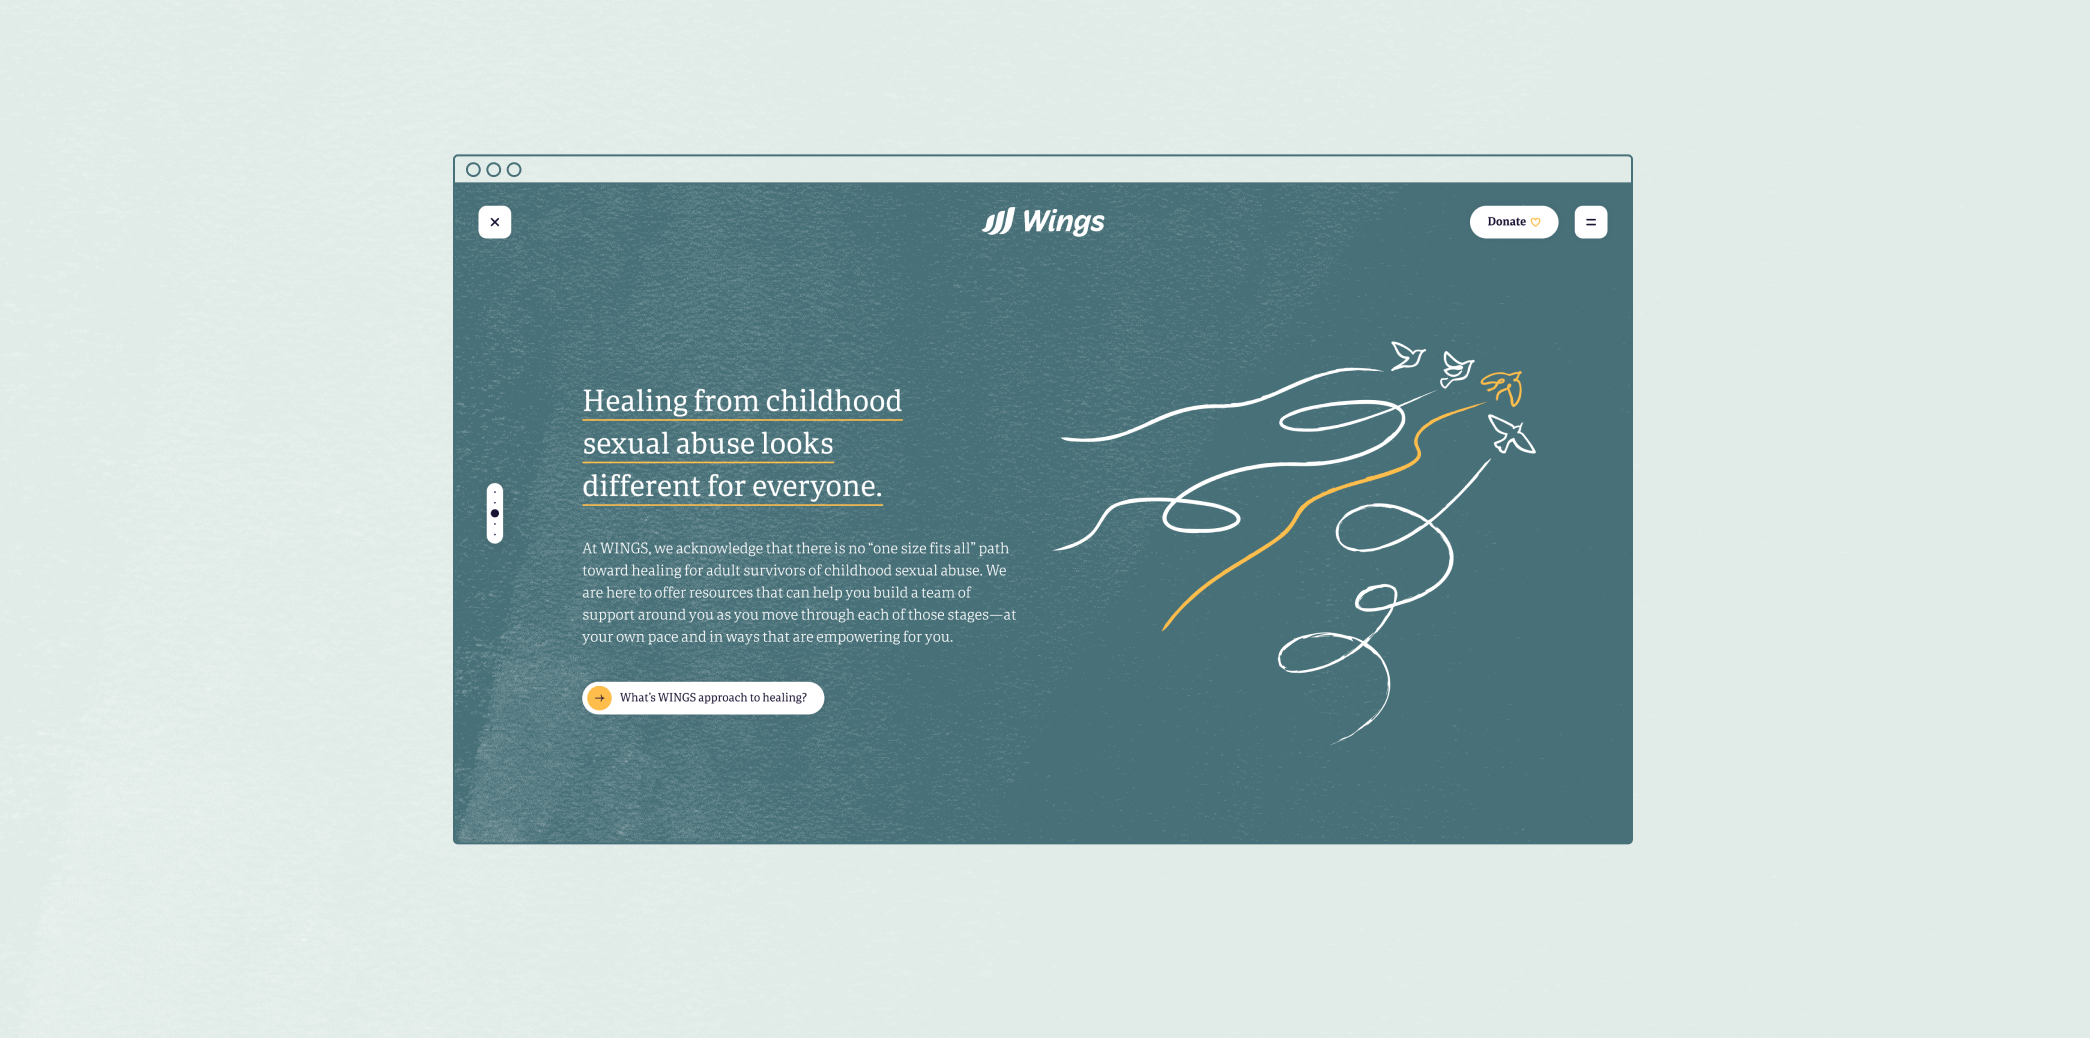 Wings
Donate
Healing from childhood
sexual abuse looks
different for everyone.
At WINGS, we acknowledge that there is no “one size fits all” path
toward healing for adult survivors of childhood sexual abuse. We
are here to offer resources that can help you build a team of
support around you as you move through each of those stages—at
your own pace and in ways that are empowering for you.
What’s WINGS approach to healing?